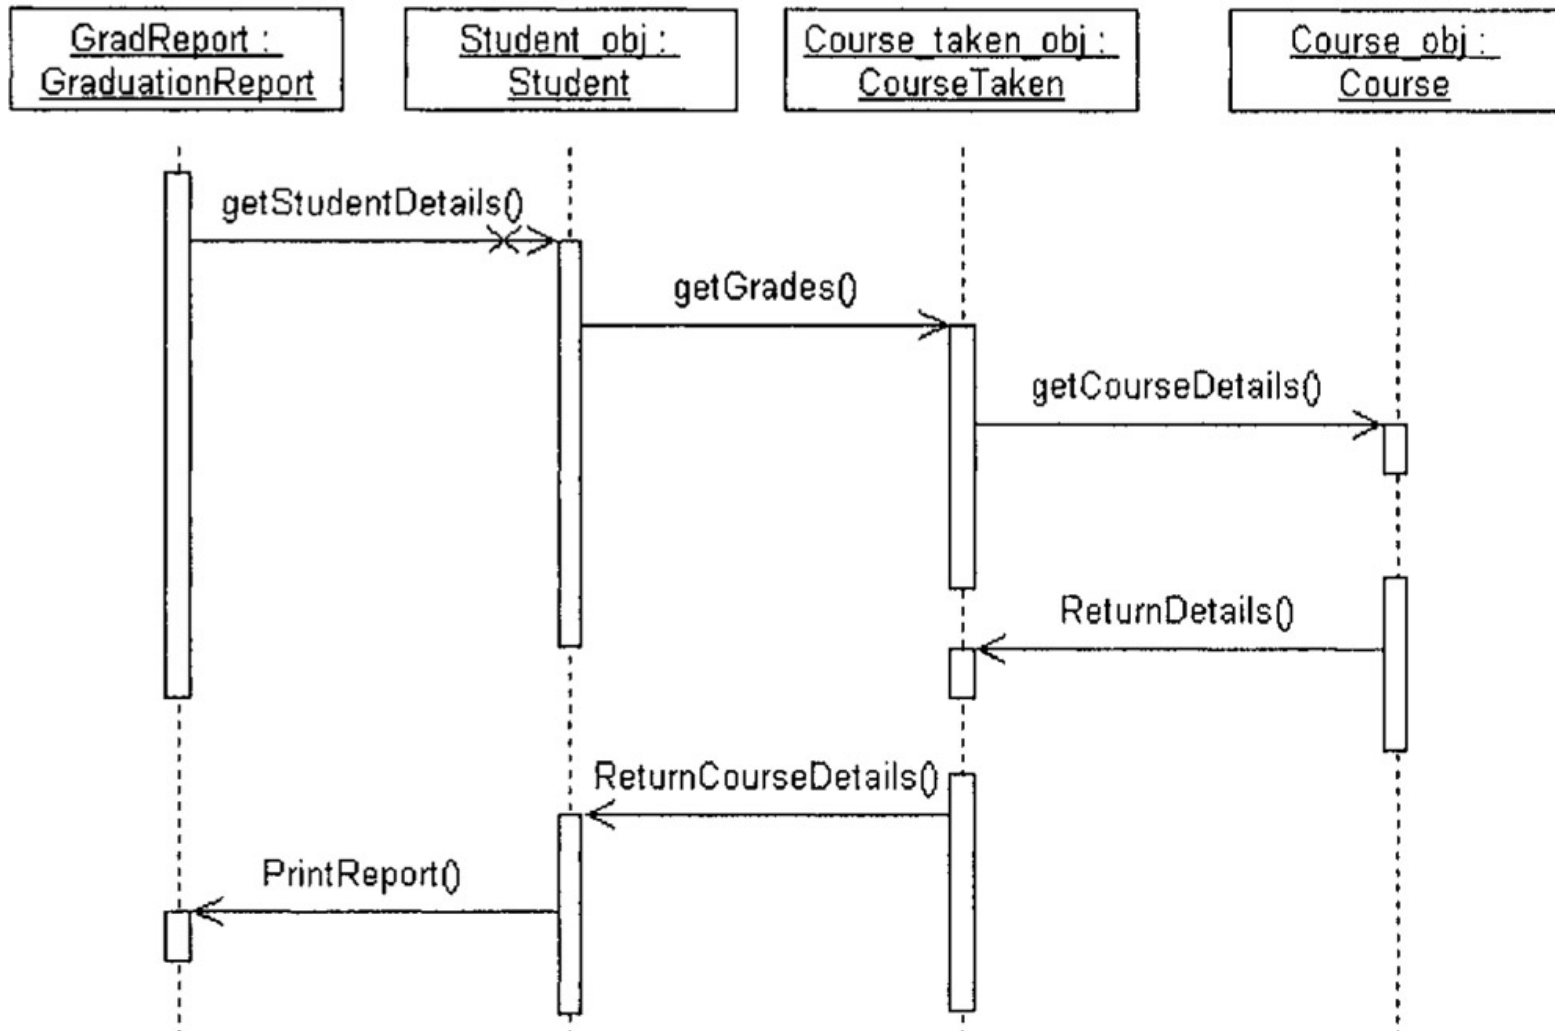 GradReport :
GraduationReport
Student_obj :
Student
Course_taken_obj :
CourseTaken
Course_obj :
Course
getStudentDetails()
getGrades()
getCourseDetails()
ReturnDetails()
ReturnCourseDetails()
PrintReport()